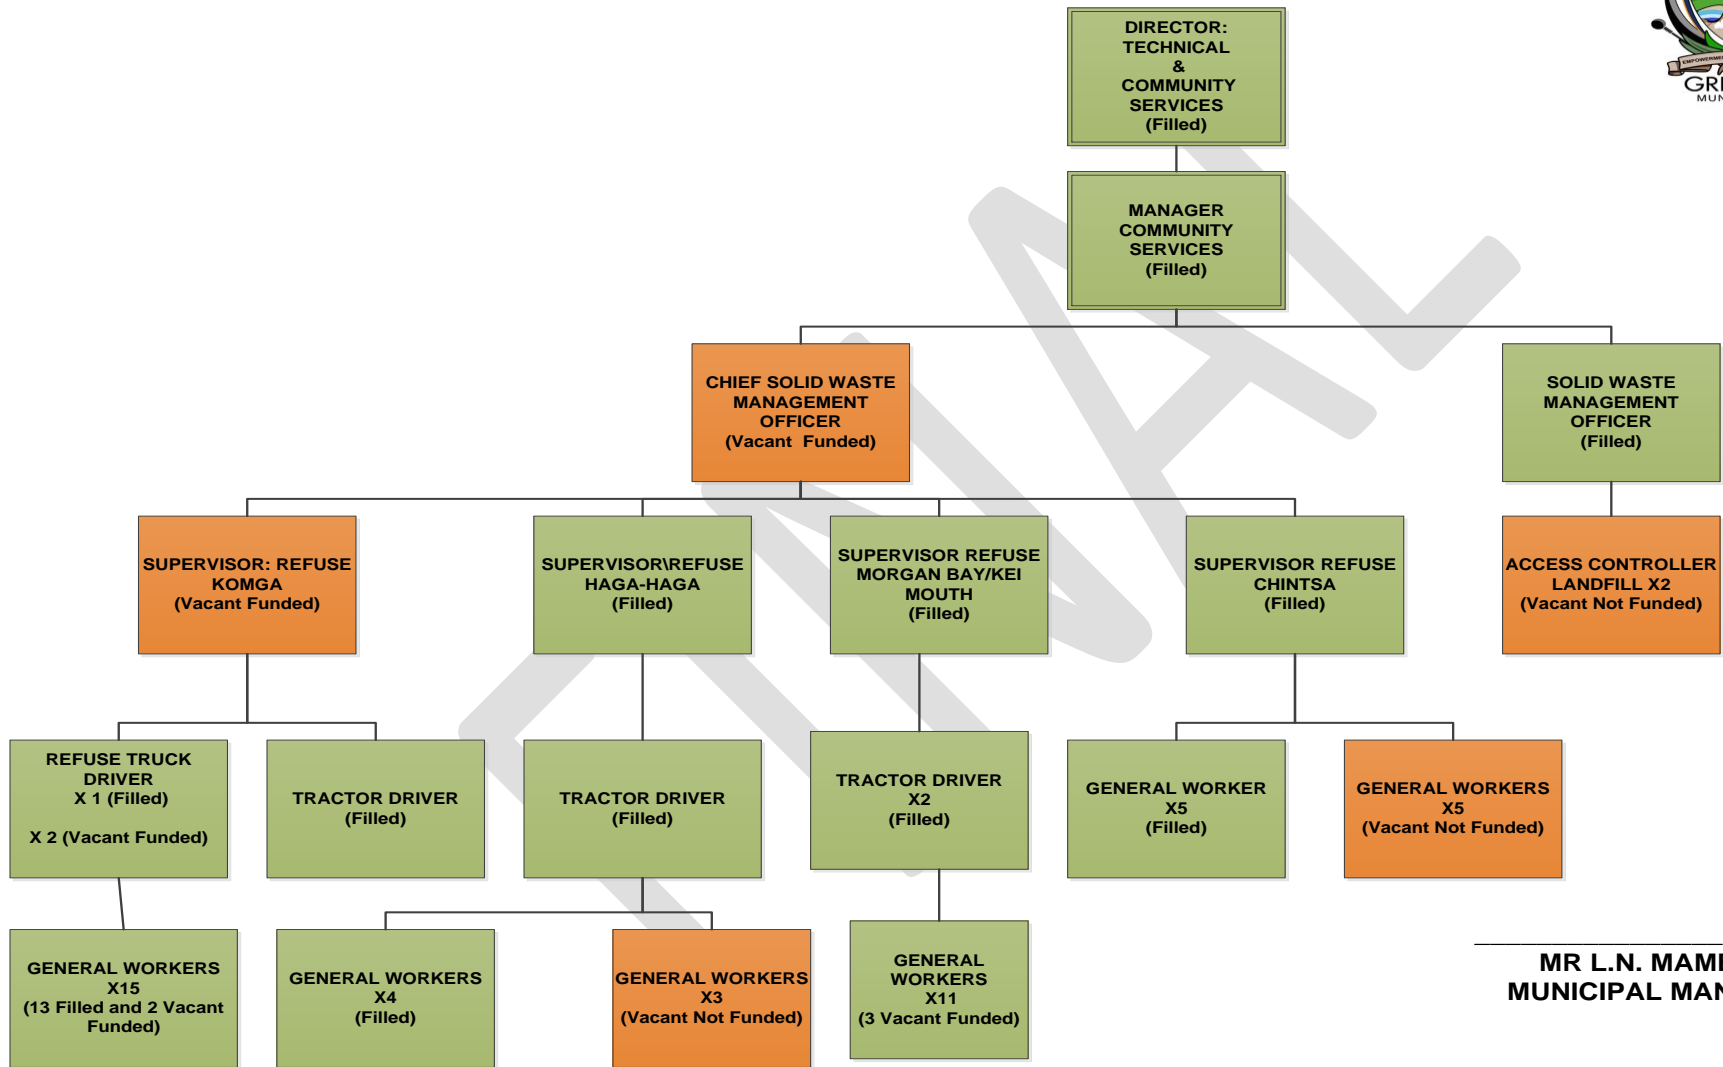 DIRECTOR:
TECHNICAL
&
COMMUNITY
SERVICES
(Filled)
MANAGER
COMMUNITY
SERVICES
(Filled)
CHIEF SOLID WASTE
MANAGEMENT
OFFICER
(Vacant Funded)
SOLID WASTE
MANAGEMENT
OFFICER
(Filled)
SUPERVISOR: REFUSE
KOMGA
(Vacant Funded)
SUPERVISOR\REFUSE
HAGA-HAGA
(Filled)
SUPERVISOR REFUSE
MORGAN BAY/KEI
MOUTH
(Filled)
SUPERVISOR REFUSE
CHINTSA
(Filled)
ACCESS CONTROLLER
LANDFILL X2
(Vacant Not Funded)
REFUSE TRUCK
DRIVER
X 1 (Filled)
X 2 (Vacant Funded)
TRACTOR DRIVER
(Filled)
TRACTOR DRIVER
(Filled)
TRACTOR DRIVER
X2
(Filled)
GENERAL WORKER
X5
(Filled)
GENERAL WORKERS
X5
(Vacant Not Funded)
GENERAL WORKERS
X15
(13 Filled and 2 Vacant
Funded)
GENERAL WORKERS
X4
(Filled)
GENERAL WORKERS
X3
(Vacant Not Funded)
GENERAL
WORKERS
X11
(3 Vacant Funded)
MR L.N.
MUNICIPAL
FINAL